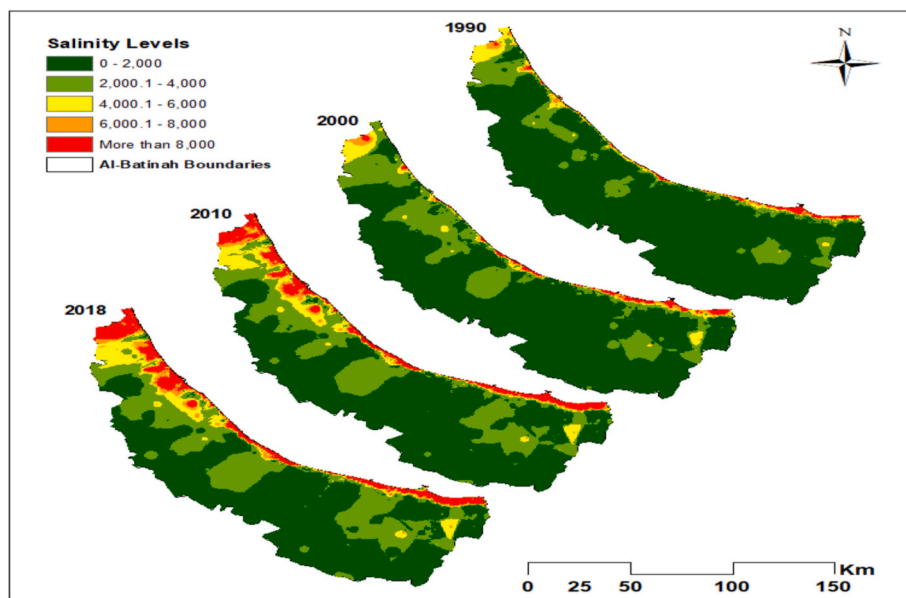 Salinity Levels
0 - 2,000
2,000.1 - 4,000
4,000.1 - 6,000
6,000.1 - 8,000
More than 8,000
Al-Batinah Boundaries
1990
N
2000
2010
2018
Km
0 25 50 100 150